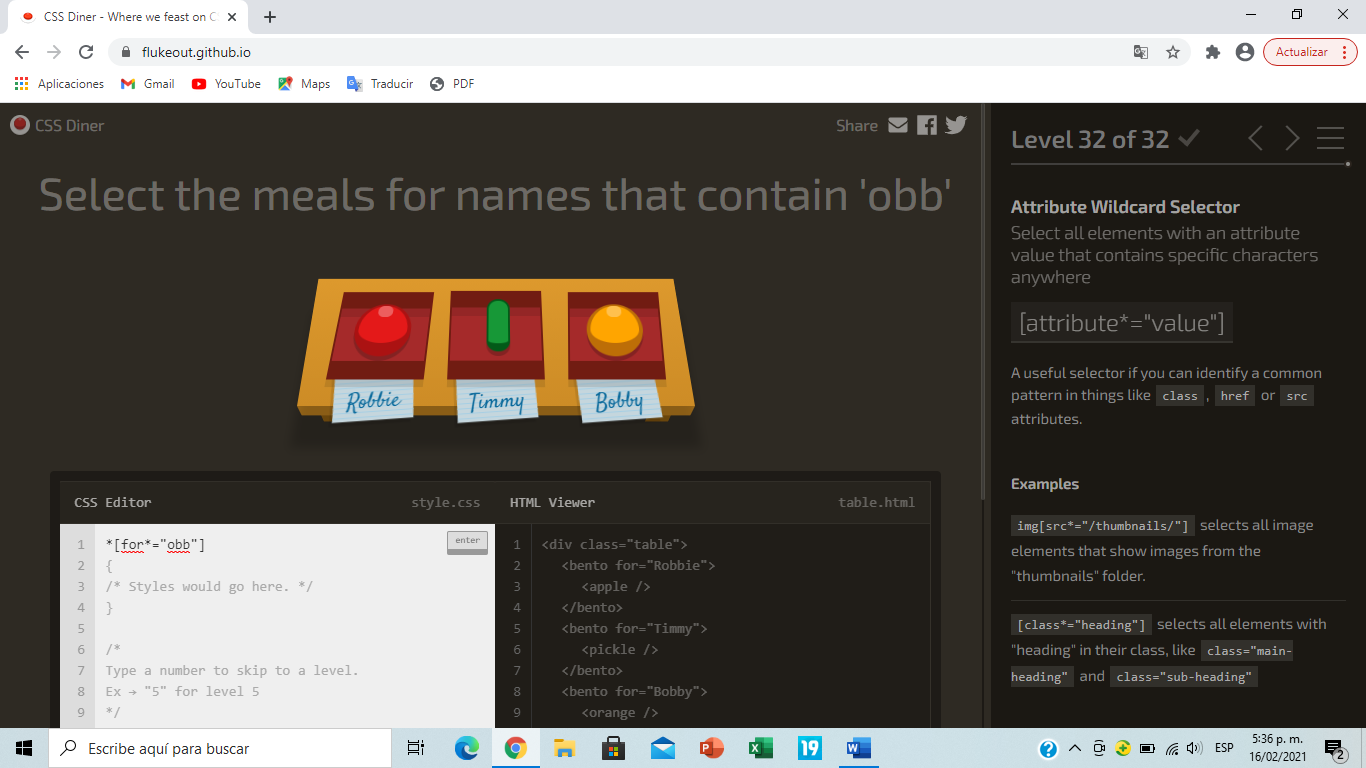 CSS Diner - Where we feast on CS
flukeout.github.io
Actualizar
Aplicaciones
Gmail
YouTube
Maps
Traducir
PDF
CSS Diner
Share
Select the meals for names that contain 'obb'
Robbie
Timmy
Bobby
CSS Editor
style.css
enter
1 *[for*="obb"]
2 {
3 /* Styles would go here. */
4 }
5
6 /*
7 Type a number to skip to a level.
8 Ex → "5" for level 5
9 */
HTML Viewer
table.html
1 <div class="table">
2 <bento for="Robbie">
3 <apple />
4 </bento>
5 <bento for="Timmy">
6 <pickle />
7 </bento>
8 <bento for="Bobby">
9 <orange />
Level 32 of 32
Attribute Wildcard Selector
Select all elements with an attribute
value that contains specific characters
anywhere
[attribute*="value"]
A useful selector if you can identify a common
pattern in things like class , href or src
attributes.
Examples
img[src*="/thumbnails/"] selects all image
elements that show images from the
"thumbnails" folder.
[class*="heading"] selects all elements with
"heading" in their class, like class="main-
heading" and class="sub-heading"
Escribe aquí para buscar
19
ESP
5:36 p. m.
16/02/2021
2